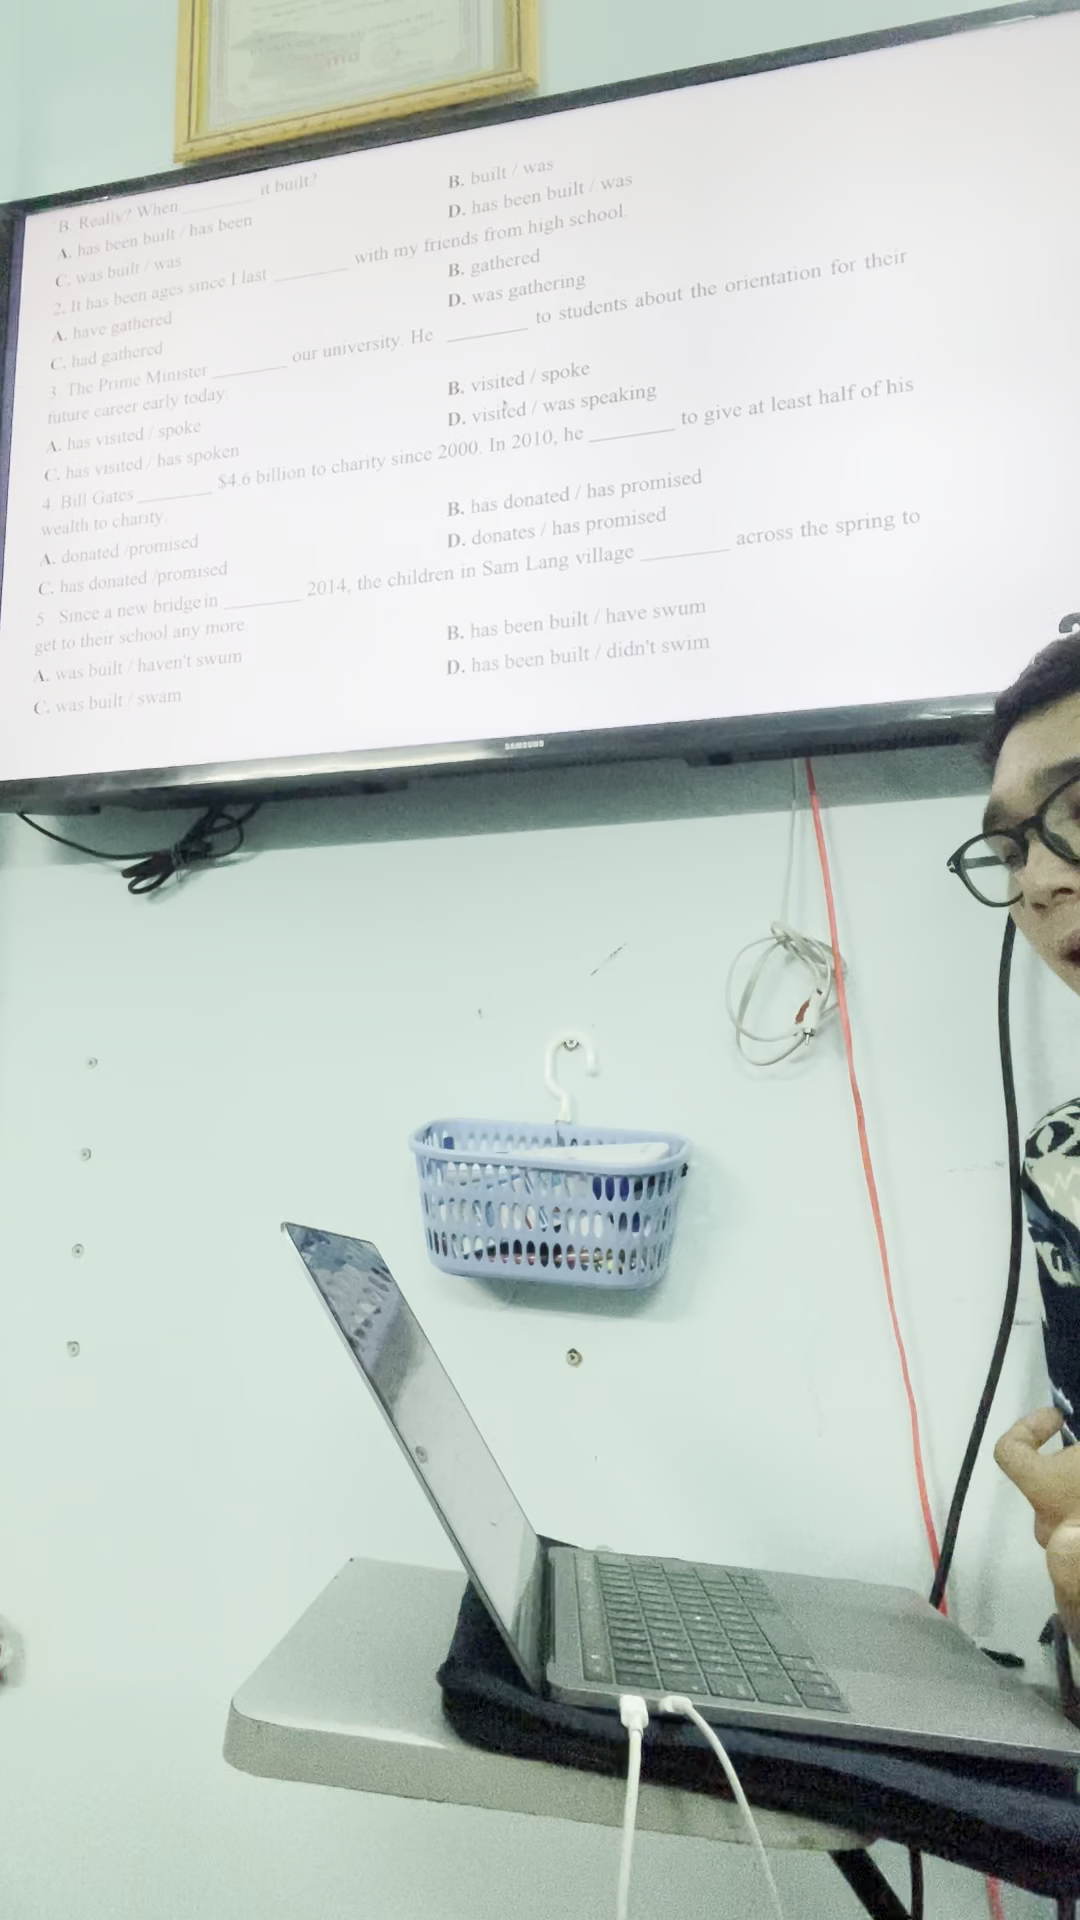 B. Really? When ________ it built?
A. has been built / has been B. built / was
C. was built / was D. has been built / was
2. It has been ages since I last ________ with my friends from high school.
A. have gathered B. gathered
C. had gathered D. was gathering
3. The Prime Minister ________ our university. He ________ to students about the orientation for their
future career early today.
A. has visited / spoke B. visited / spoke
C. has visited / has spoken D. visited / was speaking
4. Bill Gates ________ $4.6 billion to charity since 2000. In 2010, he ________ to give at least half of his
wealth to charity.
A. donated /promised B. has donated / has promised
C. has donated /promised D. donates / has promised
5. Since a new bridge in ________ 2014, the children in Sam Lang village ________ across the spring to
get to their school any more.
A. was built / haven't swum B. has been built / have swum
C. was built / swam D. has been built / didn't swim
SAMSUNG